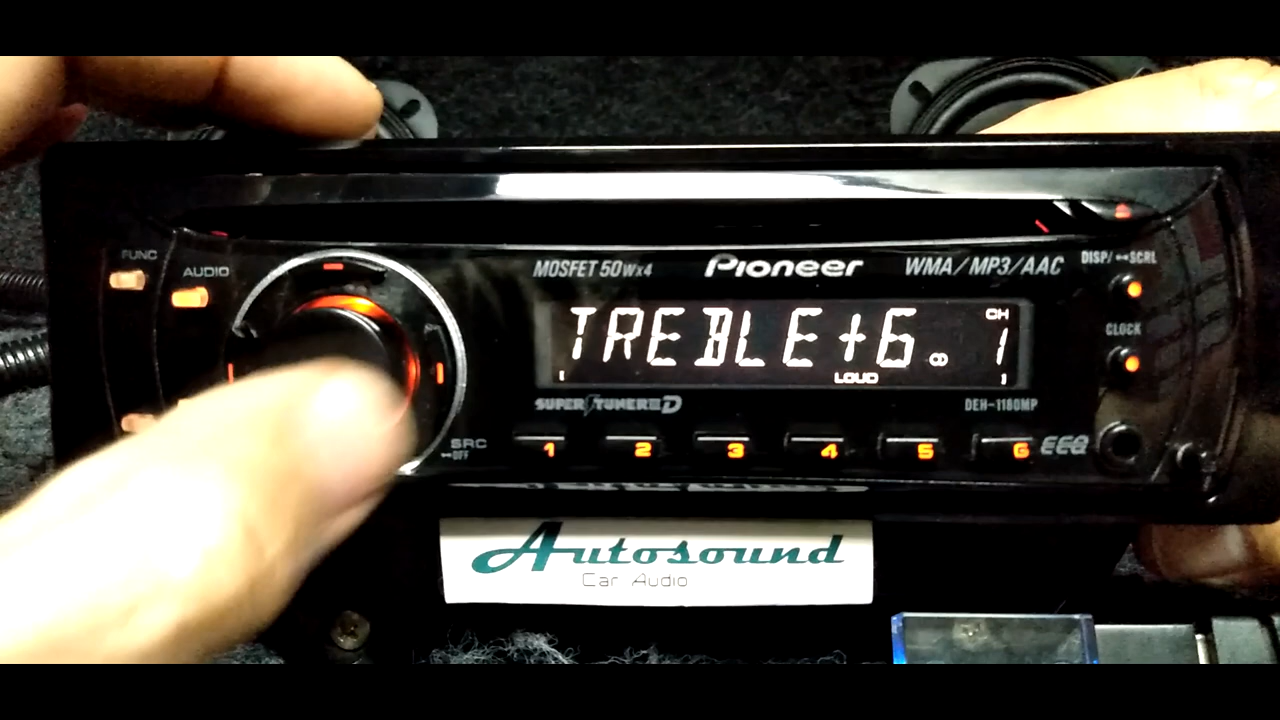 FUNC
AUDIO
MOSFET 50Wx4
Pioneer
WMA/MP3/AAC
DISP/ SCRL
CLOCK
CH
TREBLE+6 1
LOUD
SUPER TUNER III D
DEH-1180MP
SRC
OFF
1 2 3 4 5 6
EEQ
Autosound
Car Audio